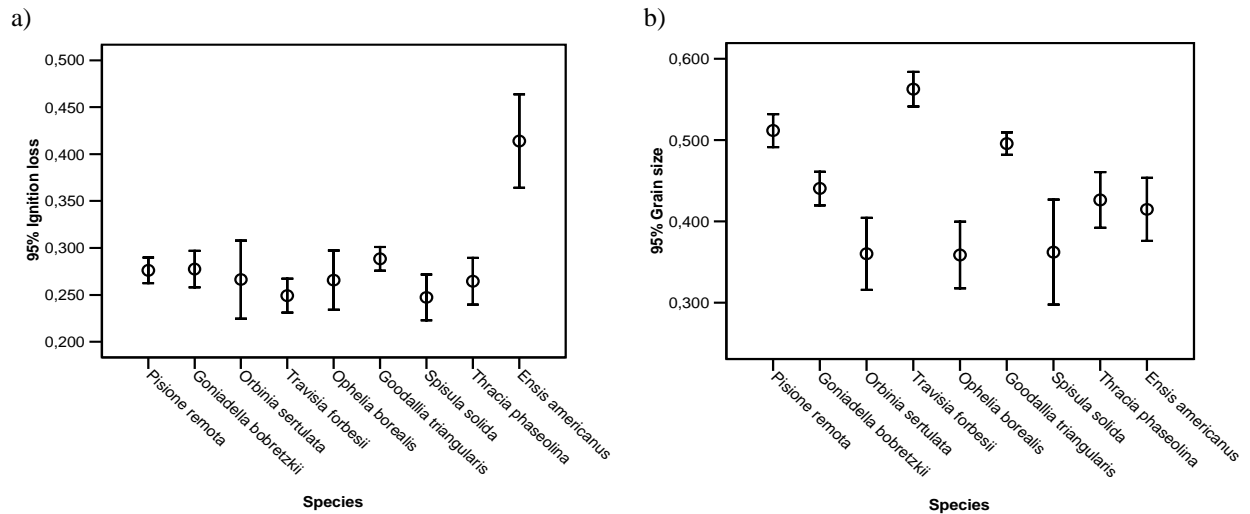 a)
95% Ignition loss
0,500
0,450
0,400
0,350
0,300
0,250
0,200
Pisione remota
Goniadella bobretzkii
Orbinia sertulata
Travisia forbesii
Ophelia borealis
Goodallia triangularis
Spisula solida
Thracia phaseolina
Ensis americanus
Species
b)
95% Grain size
0,600
0,500
0,400
0,300
Pisione remota
Goniadella bobretzkii
Orbinia sertulata
Travisia forbesii
Ophelia borealis
Goodallia triangularis
Spisula solida
Thracia phaseolina
Ensis americanus
Species